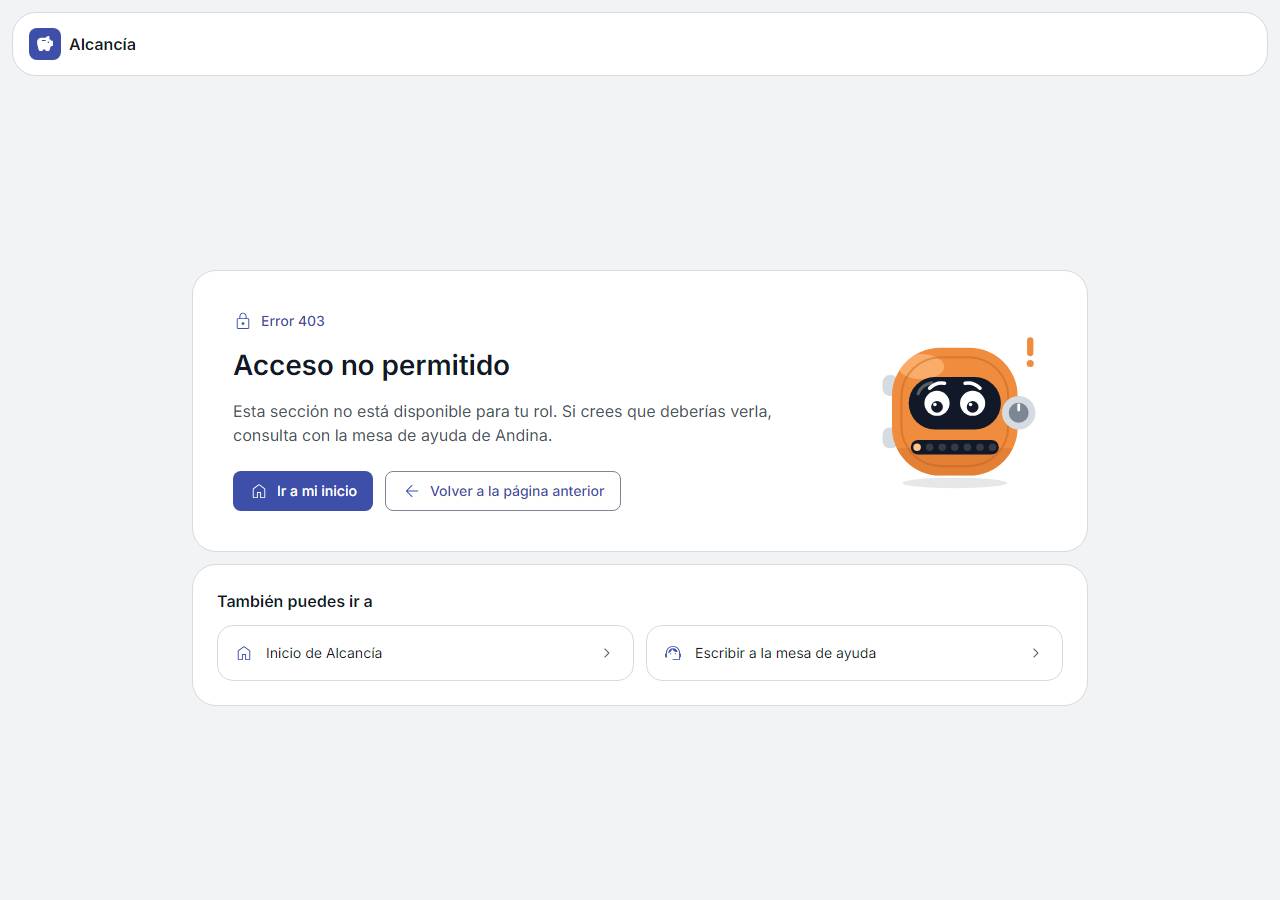 Alcancía
Error 403
Acceso no permitido
Esta sección no está disponible para tu rol. Si crees que deberías verla,
consulta con la mesa de ayuda de Andina.
Ir a mi inicio
Volver a la página anterior
También puedes ir a
Inicio de Alcancía
Escribir a la mesa de ayuda